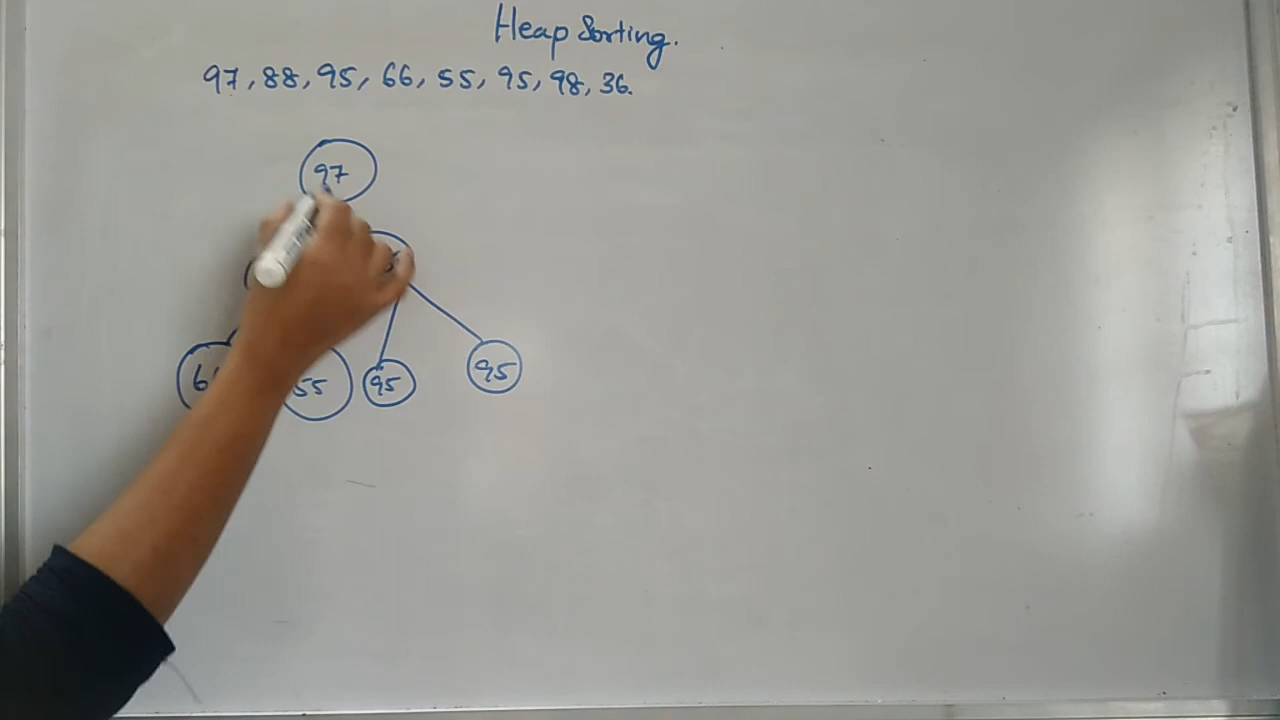 Heap Sorting.
97, 88, 95, 66, 55, 95, 98, 36.
97
55
95
95